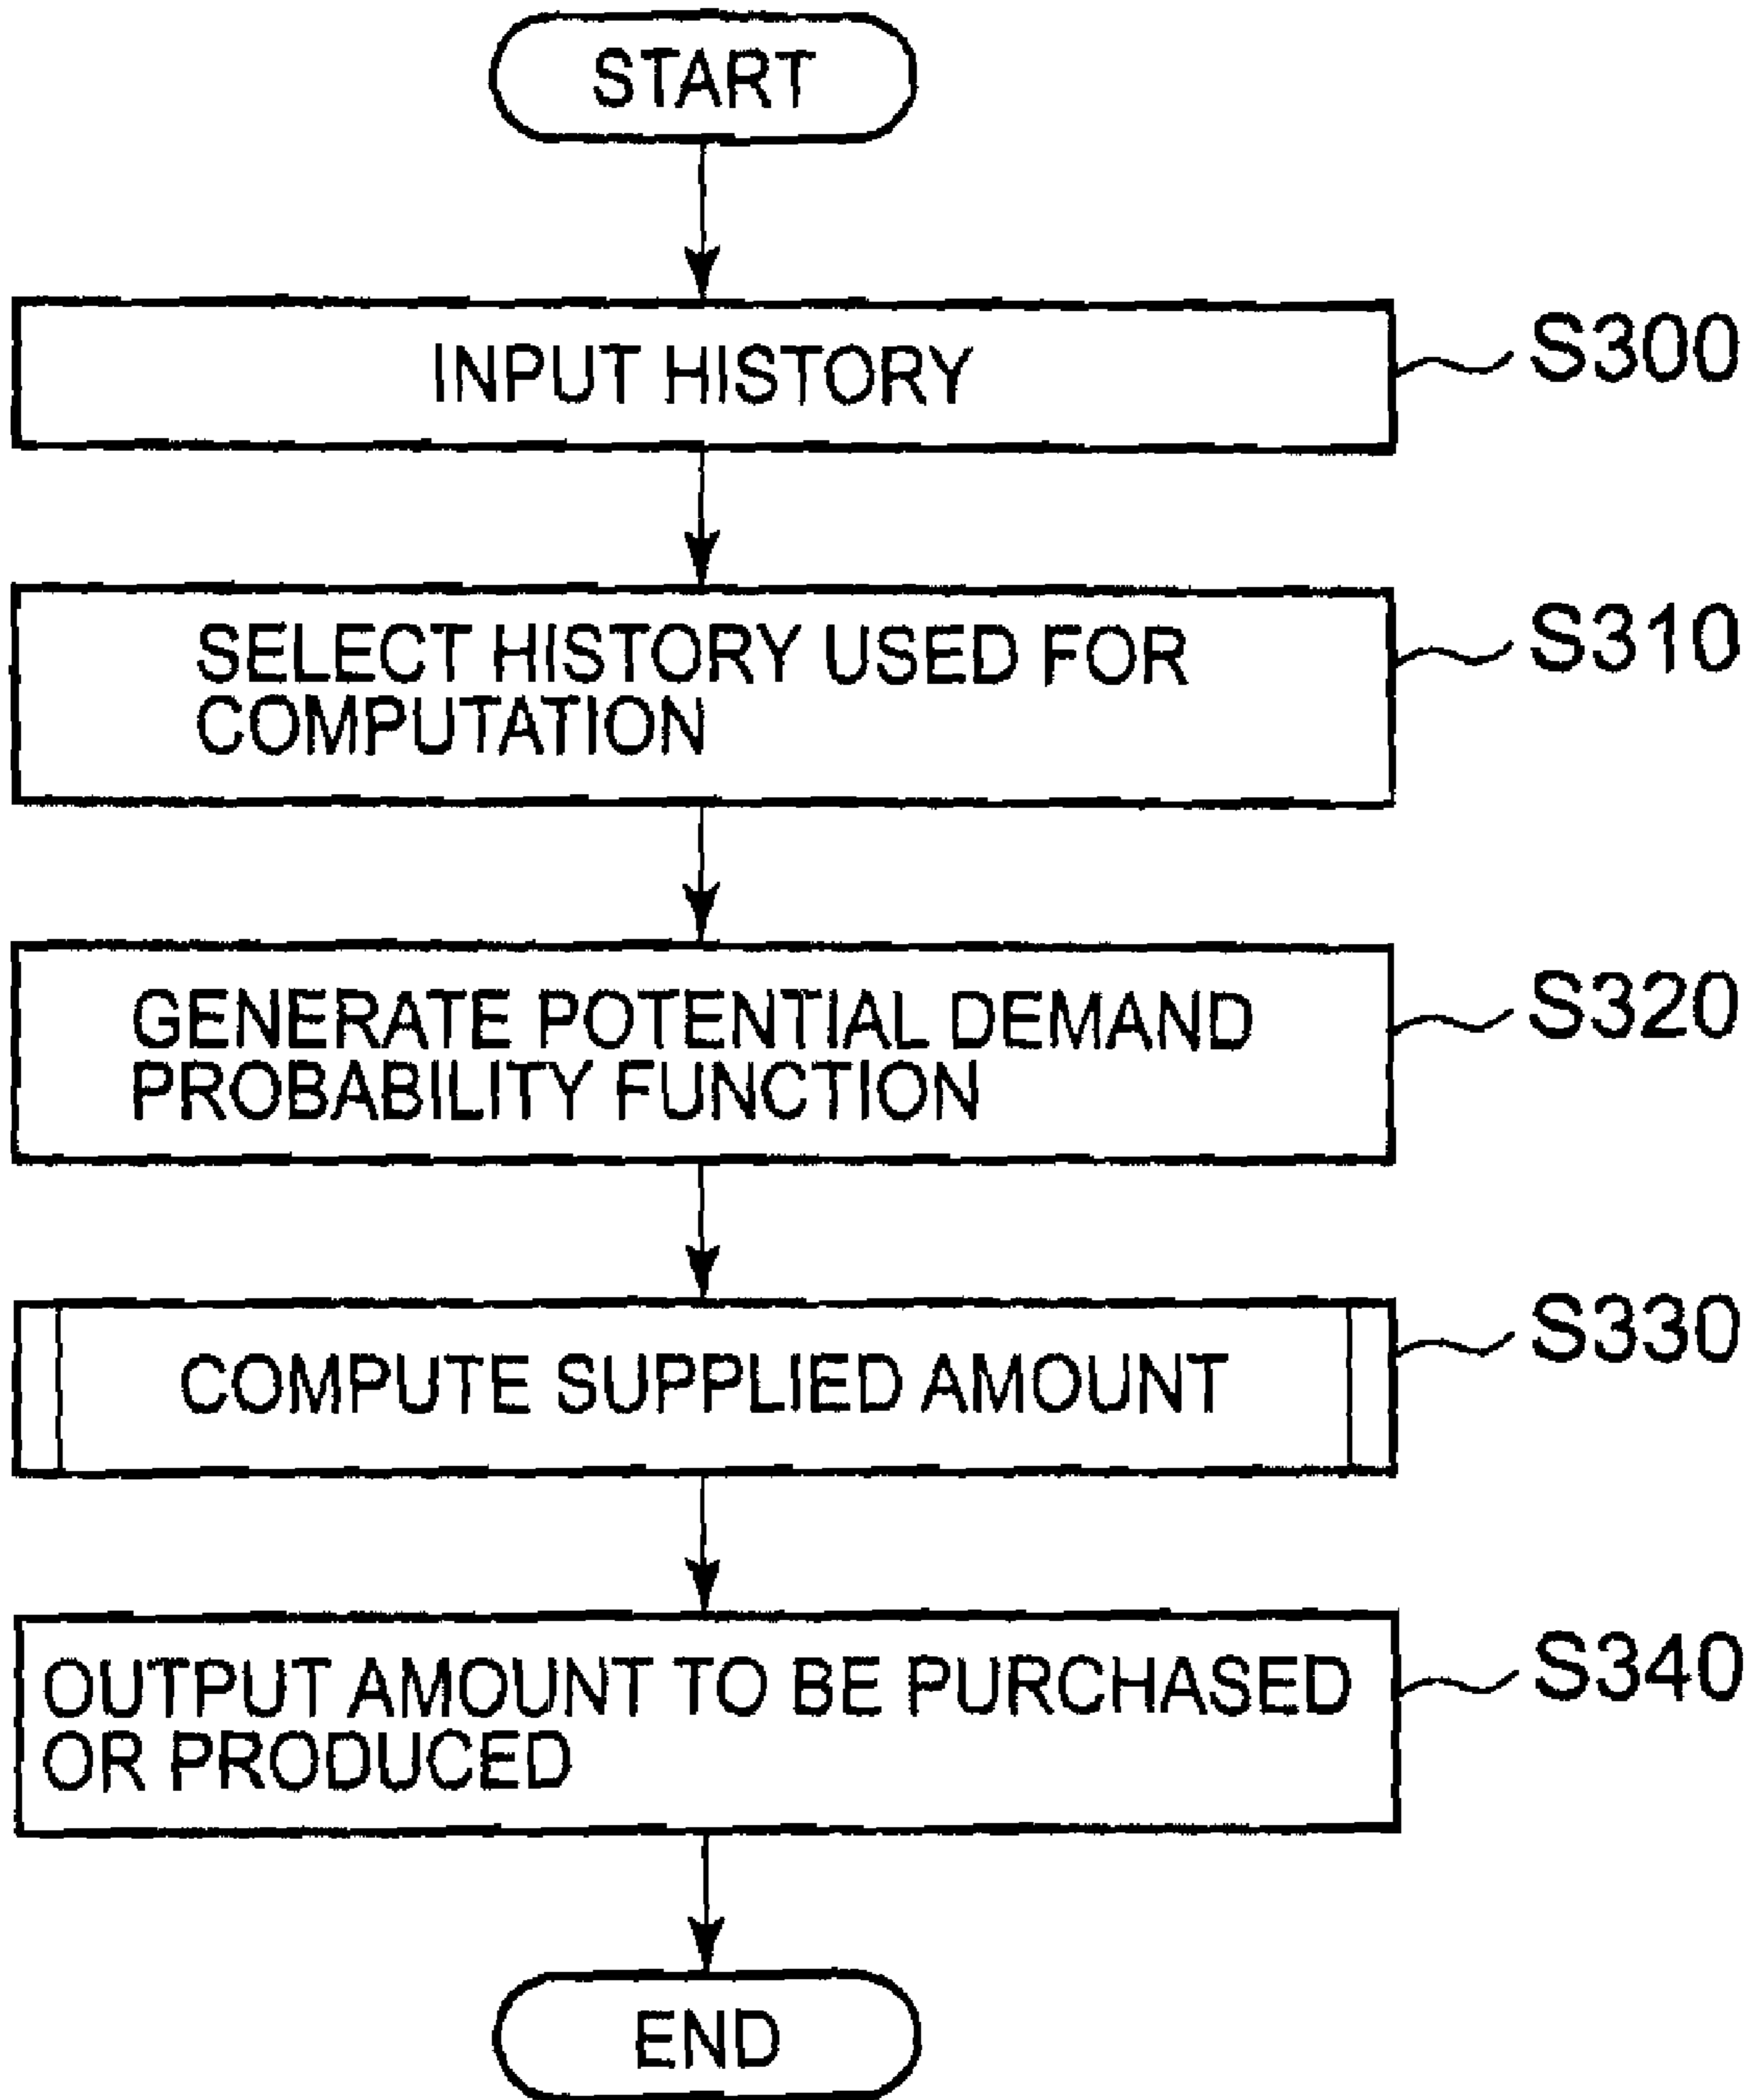 START
INPUT HISTORY
S300
SELECT HISTORY USED FOR
COMPUTATION
S310
GENERATE POTENTIAL DEMAND
PROBABILITY FUNCTION
S320
COMPUTE SUPPLIED AMOUNT
S330
OUTPUT AMOUNT TO BE PURCHASED
OR PRODUCED
S340
END